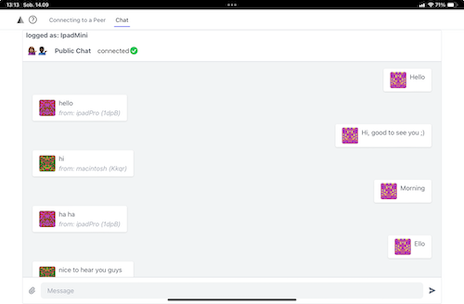 13:13 Sob. 14.09
71%
Connecting to a Peer Chat
logged as: IpadMini
Public Chat connected
Hello
hello
from: ipadPro (TdpB)
Hi, good to see you ;)
hi
from: macintosh (Kkqr)
Morning
ha ha
from: ipadPro (TdpB)
Ello
nice to hear you guys
Message